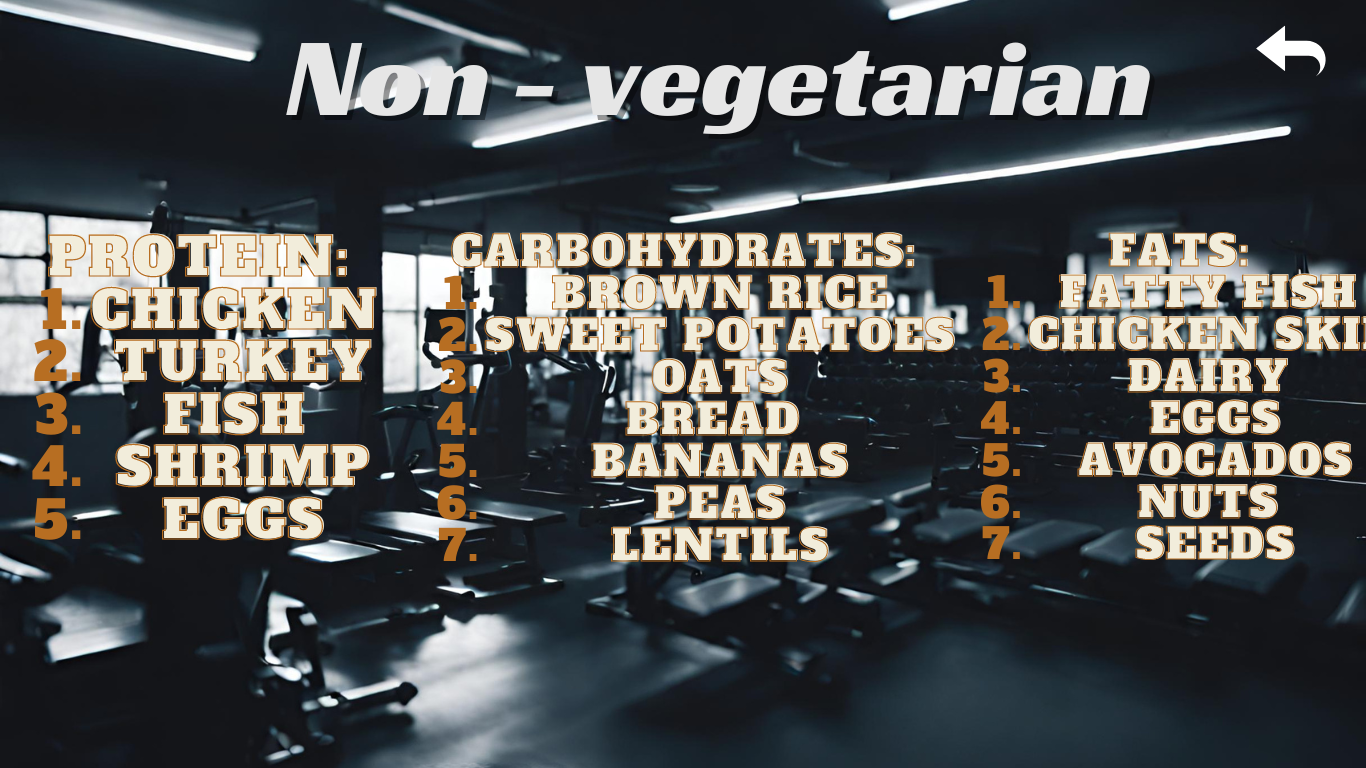 Non - vegetarian
PROTEIN:
1. CHICKEN
2. TURKEY
3. FISH
4. SHRIMP
5. EGGS
CARBOHYDRATES:
1. BROWN RICE
2. SWEET POTATOES
3. OATS
4. BREAD
5. BANANAS
6. PEAS
7. LENTILS
FATS:
1. FATTY FISH
2. CHICKEN SKIN
3. DAIRY
4. EGGS
5. AVOCADOS
6. NUTS
7. SEEDS